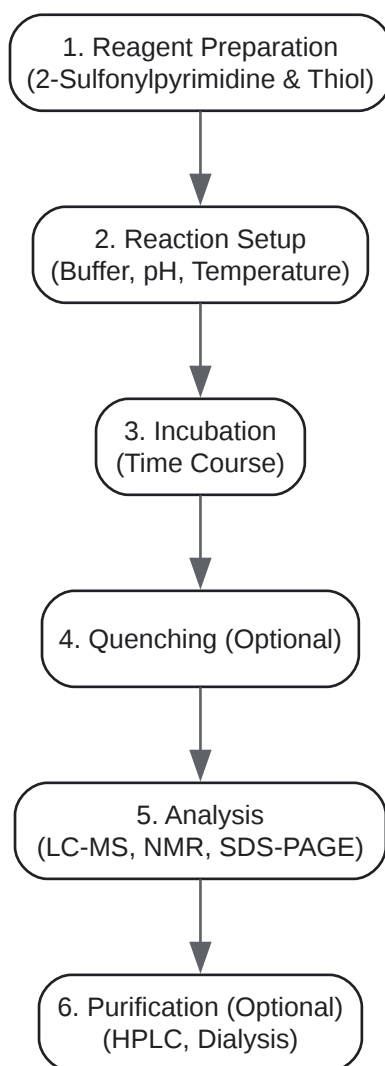 1. Reagent Preparation
(2-Sulfonylpyrimidine & Thiol)
2. Reaction Setup
(Buffer, pH, Temperature)
3. Incubation
(Time Course)
4. Quenching (Optional)
5. Analysis
(LC-MS, NMR, SDS-PAGE)
6. Purification (Optional)
(HPLC, Dialysis)